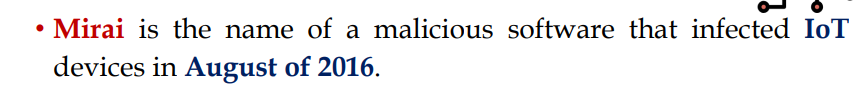 • Mirai is the name of a malicious software that infected IoT
devices in August of 2016.